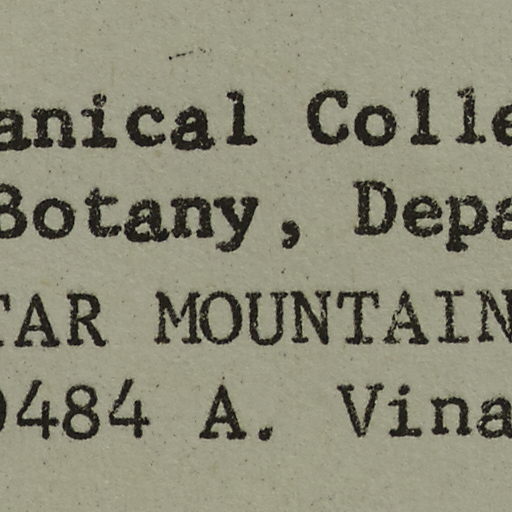 anical Colle
Botany, Depa
TAR MOUNTAIN
0484 A. Vina